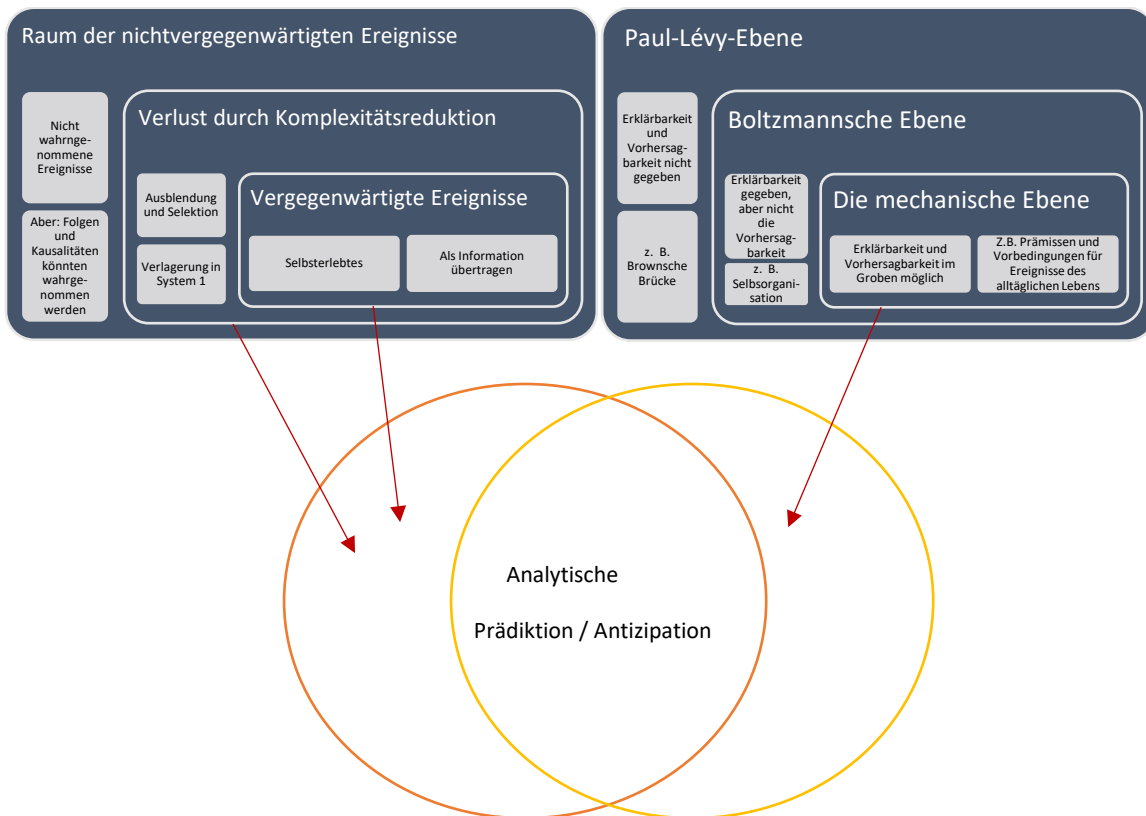 Raum der nichtvergegenwärtigten Ereignisse
Nicht
wahrnge-
nommene
Ereignisse
Aber: Folgen
und
Kausalitäten
könnten
wahrge-
nommen
werden
Verlust durch Komplexitätsreduktion
Ausblendung
und Selektion
Verlagerung in
System 1
Vergegenwärtigte Ereignisse
Selbsterlebtes
Als Information
übertragen
Paul-Lévy-Ebene
Erklärbarkeit
und
Vorhersag-
barkeit nicht
gegeben
z. B.
Brownsche
Brücke
Boltzmannsche Ebene
Erklärbarkeit
gegeben,
aber nicht
die
Vorhersag-
barkeit
z. B.
Selbsorgani-
sation
Die mechanische Ebene
Erklärbarkeit und
Vorhersagbarkeit im
Groben möglich
Z.B. Prämissen und
Vorbedingungen für
Ereignisse des
alltäglichen Lebens
Analytische
Prädiktion / Antizipation